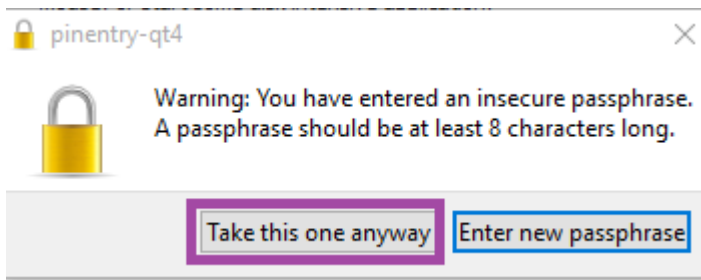 pinentry-qt4
Warning: You have entered an insecure passphrase.
A passphrase should be at least 8 characters long.
Take this one anyway
Enter new passphrase